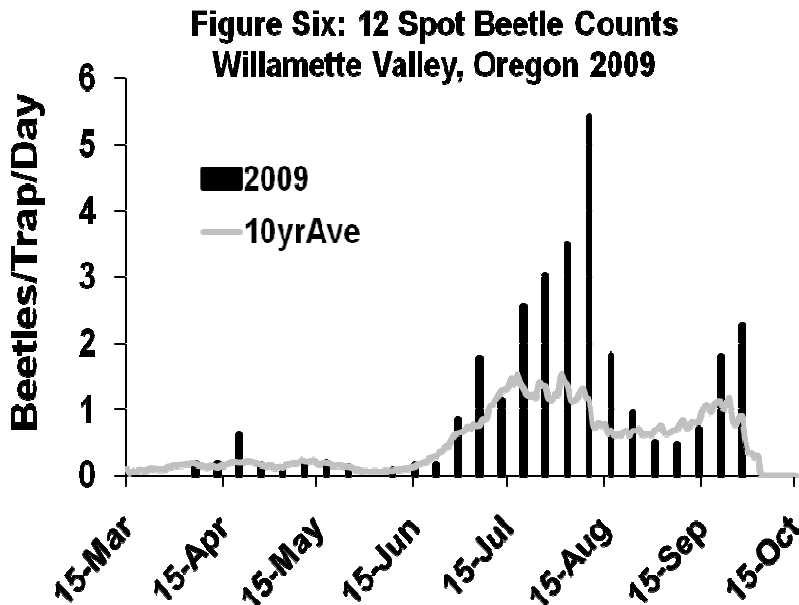 Figure Six: 12 Spot Beetle Counts
Willamette Valley, Oregon 2009
Beetles/Trap/Day
6
5
4
3
2
1
0
2009
10yrAve
15-Mar
15-Apr
15-May
15-Jun
15-Jul
15-Aug
15-Sep
15-Oct